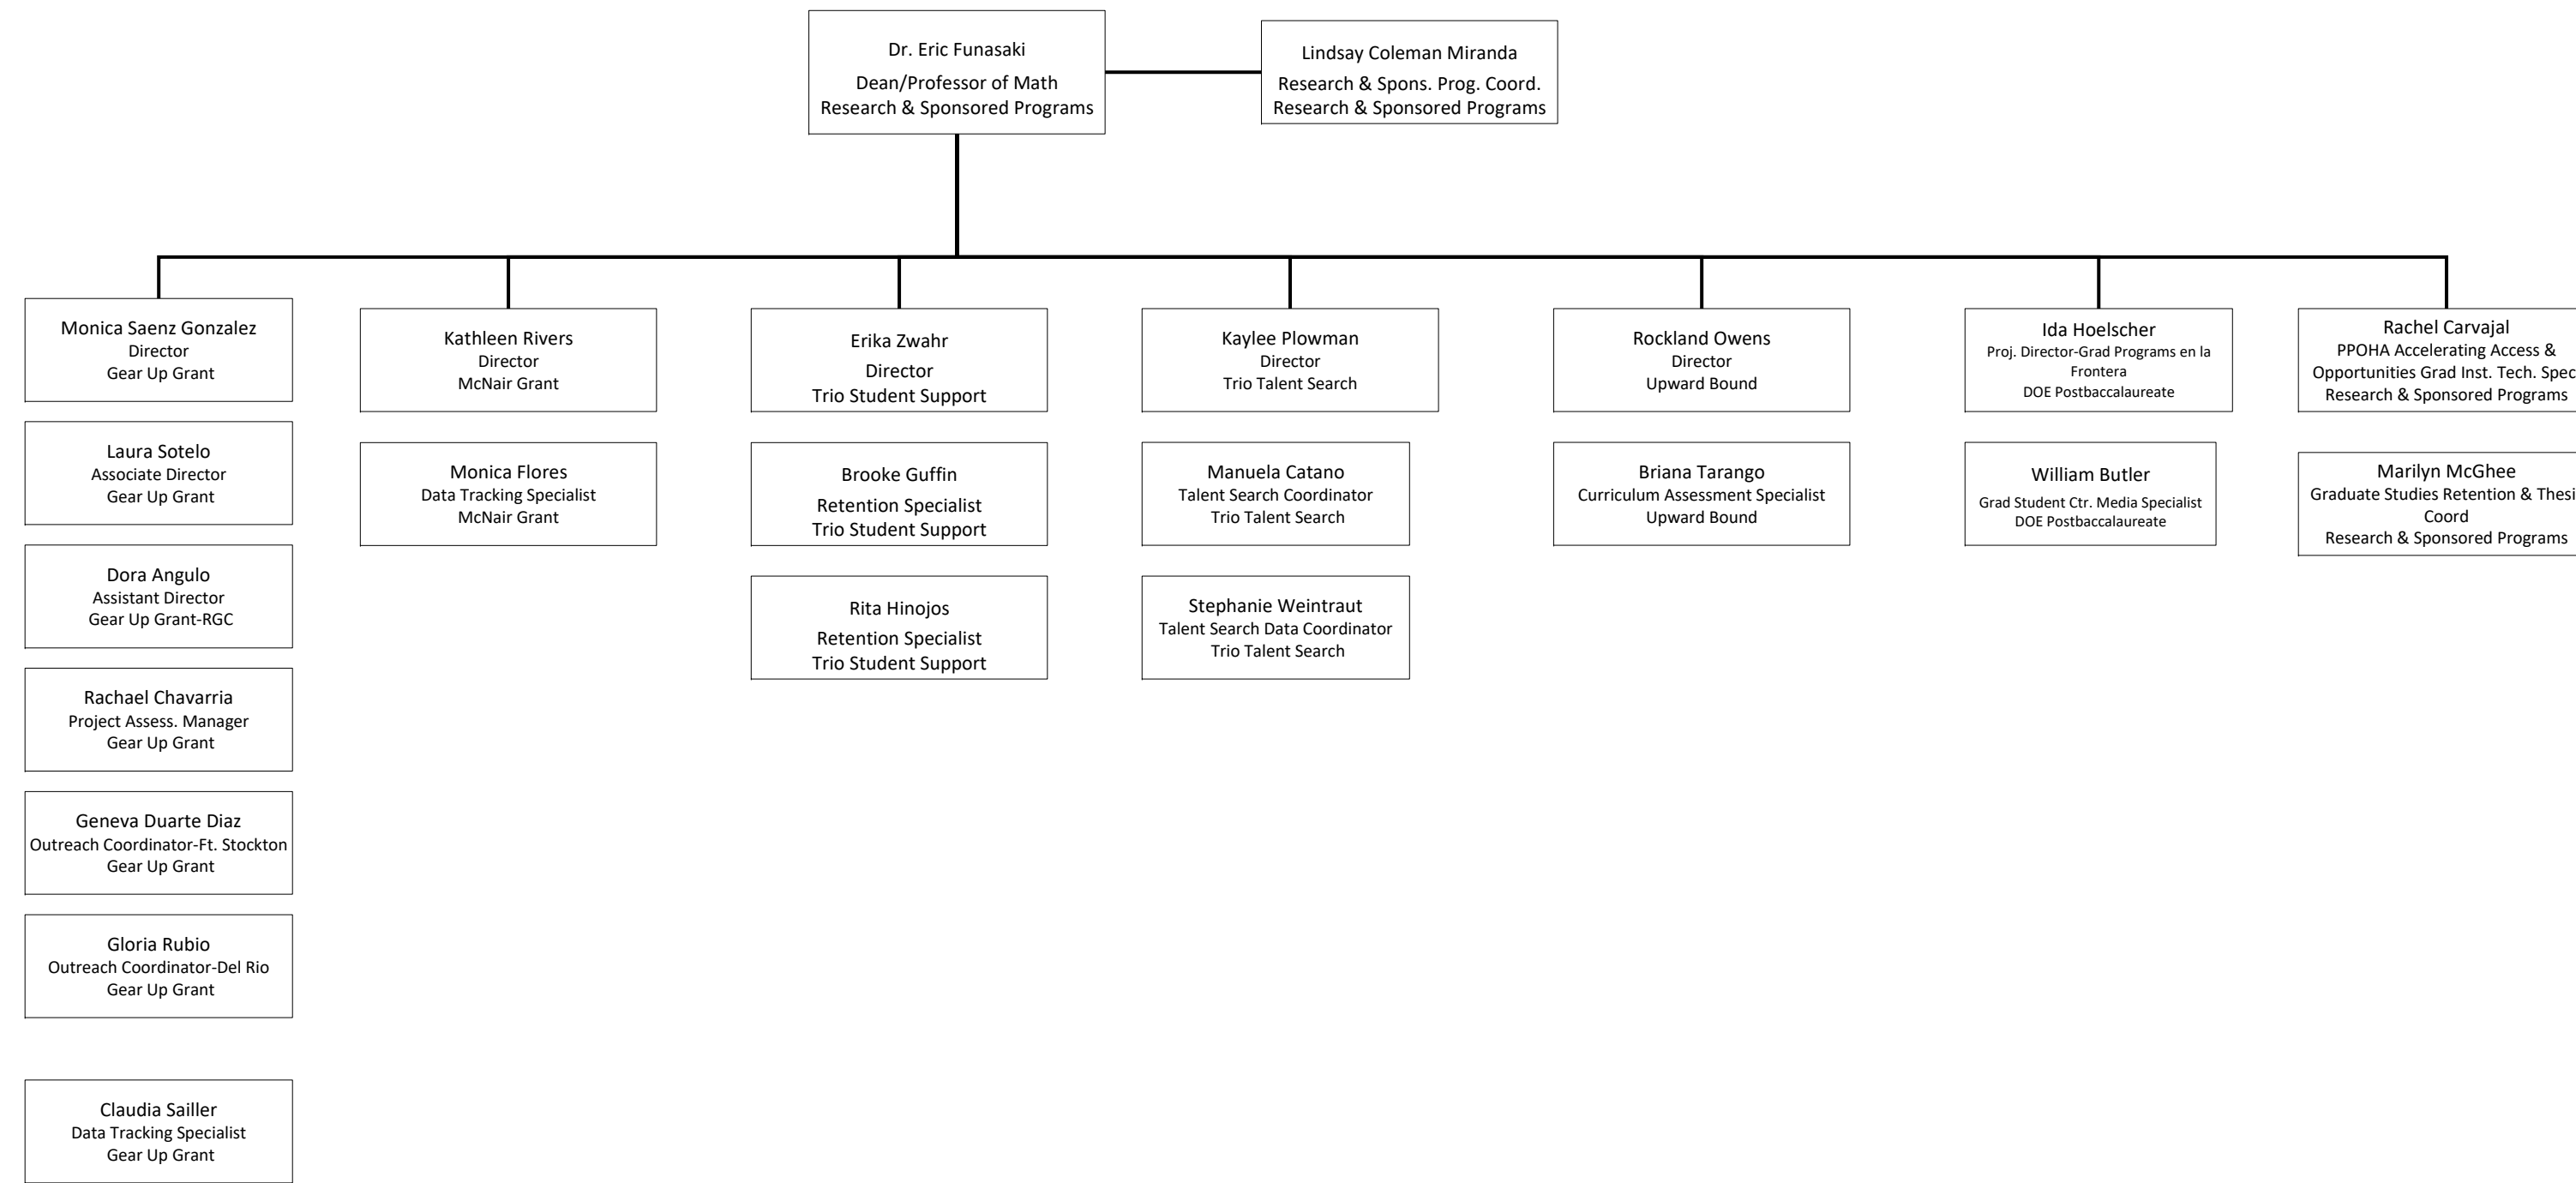 Dr. Eric Funasaki
Dean/Professor of Math
Research & Sponsored Programs
Lindsay Coleman Miranda
Research & Spons. Prog. Coord.
Research & Sponsored Programs
Monica Saenz Gonzalez
Director
Gear Up Grant
Laura Sotelo
Associate Director
Gear Up Grant
Dora Angulo
Assistant Director
Gear Up Grant-RGC
Rachael Chavarria
Project Assess. Manager
Gear Up Grant
Geneva Duarte Diaz
Outreach Coordinator-Ft. Stockton
Gear Up Grant
Gloria Rubio
Outreach Coordinator-Del Rio
Gear Up Grant
Claudia Sailler
Data Tracking Specialist
Gear Up Grant
Kathleen Rivers
Director
McNair Grant
Monica Flores
Data Tracking Specialist
McNair Grant
Erika Zwahr
Director
Trio Student Support
Brooke Guffin
Retention Specialist
Trio Student Support
Rita Hinojos
Retention Specialist
Trio Student Support
Kaylee Plowman
Director
Trio Talent Search
Manuela Catano
Talent Search Coordinator
Trio Talent Search
Stephanie Weintraut
Talent Search Data Coordinator
Trio Talent Search
Rockland Owens
Director
Upward Bound
Briana Tarango
Curriculum Assessment Specialist
Upward Bound
Ida Hoelscher
Proj. Director-Grad Programs en la
Frontera
DOE Postbaccalaureate
William Butler
Grad Student Ctr. Media Specialist
DOE Postbaccalaureate
Rachel Carvajal
PPOHA Accelerating Access &
Opportunities Grad Inst. Tech. Spec
Research & Sponsored Programs
Marilyn McGhee
Graduate Studies Retention & Thesi
Coord
Research & Sponsored Programs